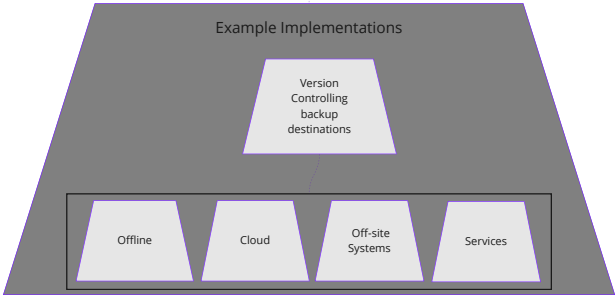 Example Implementations
Version
Controlling
backup
destinations
Offline
Cloud
Off-site
Systems
Services